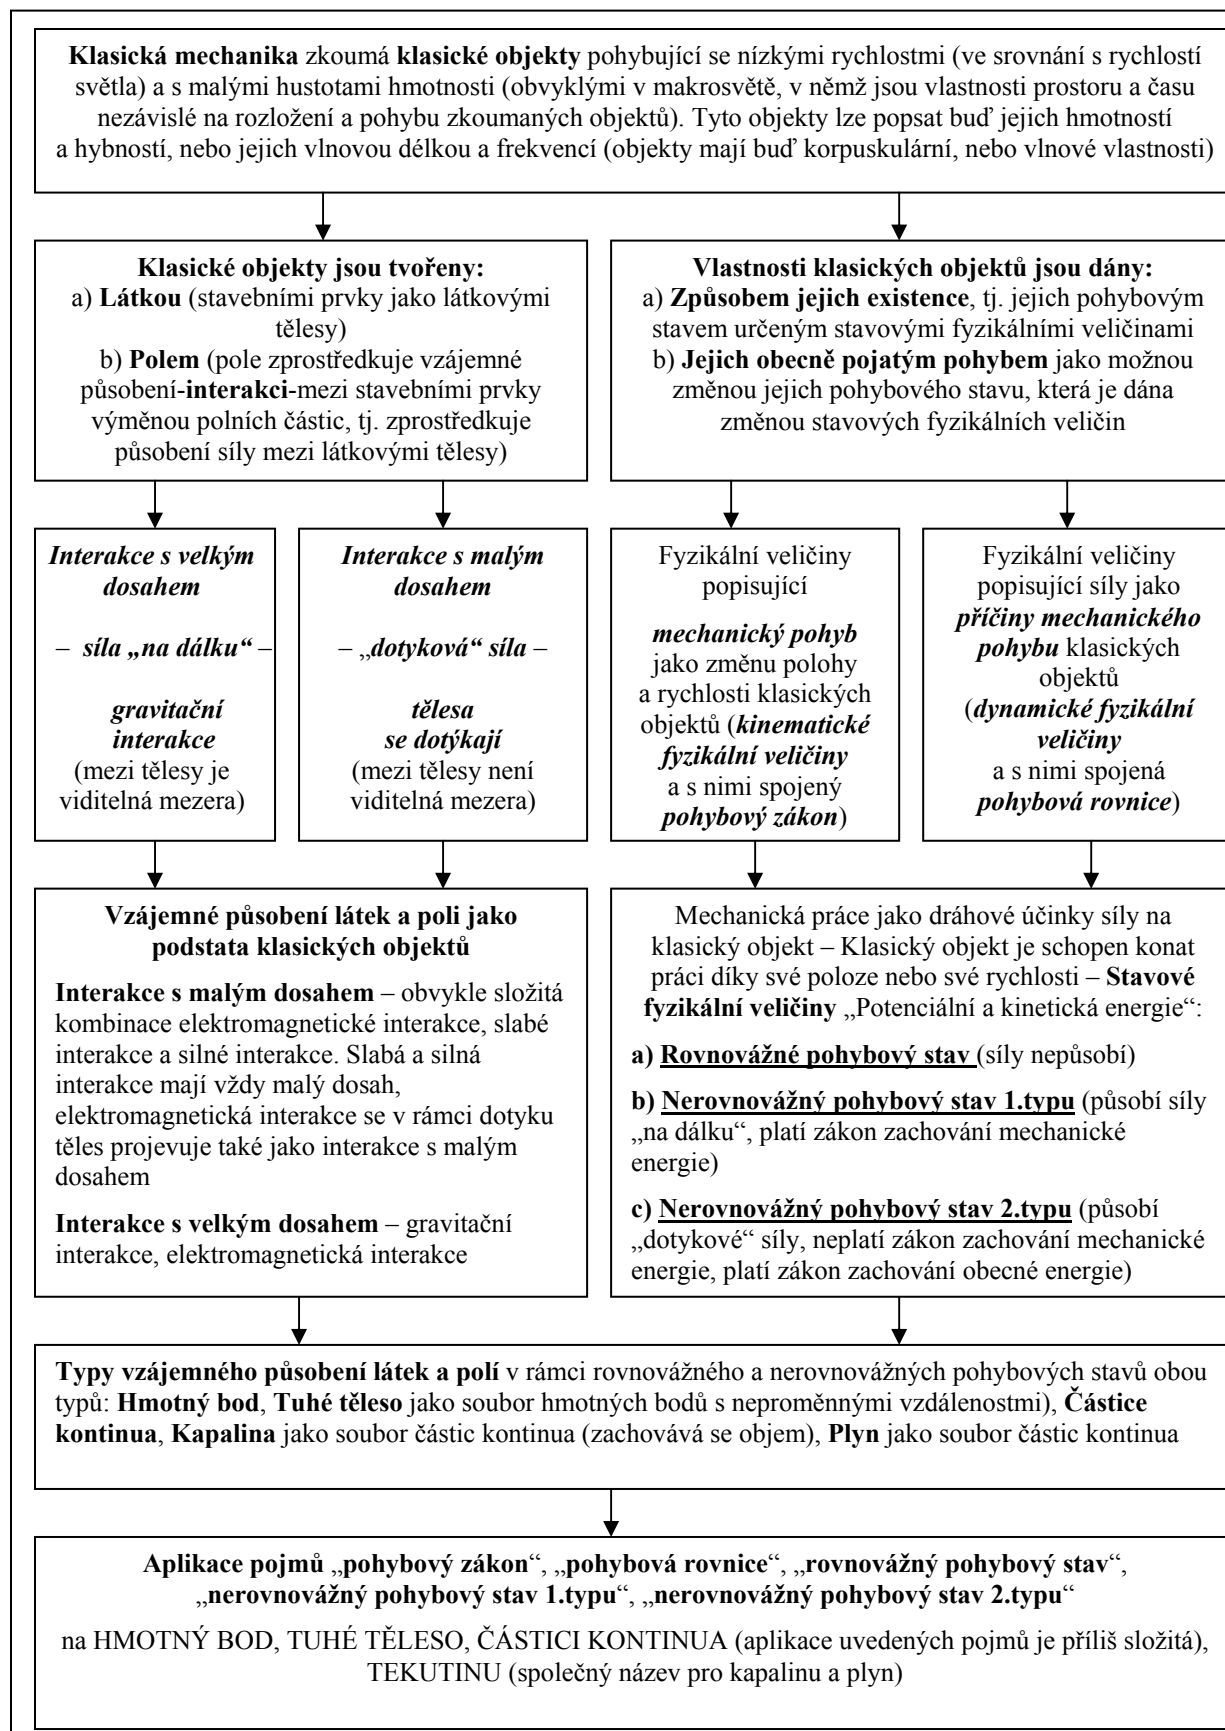 Klasická mechanika zkoumá klasické objekty pohybující se nízkými rychlostmi (ve srovnání s rychlostí
světla) a s malými hustotami hmotnosti (obvyklými v makrosvětě, v němž jsou vlastnosti prostoru a času
nezávislé na rozložení a pohybu zkoumaných objektů). Tyto objekty lze popsat buď jejich hmotností
a hybností, nebo jejich vlnovou délkou a frekvencí (objekty mají buď korpuskulární, nebo vlnové vlastnosti)
Klasické objekty jsou tvořeny:
a) Látkou (stavebními prvky jako látkovými
tělesy)
b) Polem (pole zprostředkuje vzájemné
působení-interakci-mezi stavebními prvky
výměnou polních částic, tj. zprostředkuje
působení síly mezi látkovými tělesy)
Vlastnosti klasických objektů jsou dány:
a) Způsobem jejich existence, tj. jejich pohybovým
stavem určeným stavovými fyzikálními veličinami
b) Jejich obecně pojatým pohybem jako možnou
změnou jejich pohybového stavu, která je dána
změnou stavových fyzikálních veličin
Interakce s velkým
dosahem
– síla „na dálku“ –
gravitační
interakce
(mezi tělesy je
viditelná mezera)
Interakce s malým
dosahem
– „dotyková“ síla –
tělesa
se dotýkají
(mezi tělesy není
viditelná mezera)
Fyzikální veličiny
popisující
mechanický pohyb
jako změnu polohy
a rychlosti klasických
objektů (kinematické
fyzikální veličiny
a s nimi spojený
pohybový zákon)
Fyzikální veličiny
popisující síly jako
příčiny mechanického
pohybu klasických
objektů
(dynamické fyzikální
veličiny
a s nimi spojená
pohybová rovnice)
Vzájemné působení látek a poli jako
podstata klasických objektů
Interakce s malým dosahem – obvykle složitá
kombinace elektromagnetické interakce, slabé
interakce a silné interakce. Slabá a silná
interakce mají vždy malý dosah,
elektromagnetická interakce se v rámci dotyku
těles projevuje také jako interakce s malým
dosahem
Interakce s velkým dosahem – gravitační
interakce, elektromagnetická interakce
Mechanická práce jako dráhové účinky síly na
klasický objekt – Klasický objekt je schopen konat
práci díky své poloze nebo své rychlosti – Stavové
fyzikální veličiny „Potenciální a kinetická energie“:
a) Rovnovážné pohybový stav (síly nepůsobí)
b) Nerovnovážný pohybový stav 1.typu (působí síly
„na dálku“, platí zákon zachování mechanické
energie)
c) Nerovnovážný pohybový stav 2.typu (působí
„dotykové“ síly, neplatí zákon zachování mechanické
energie, platí zákon zachování obecné energie)
Typy vzájemného působení látek a polí v rámci rovnovážného a nerovnovážných pohybových stavů obou
typů: Hmotný bod, Tuhé těleso jako soubor hmotných bodů s neproměnnými vzdálenostmi), Částice
kontinua, Kapalina jako soubor částic kontinua (zachovává se objem), Plyn jako soubor částic kontinua
Aplikace pojmů „pohybový zákon“, „pohybová rovnice“, „rovnovážný pohybový stav“,
„nerovnovážný pohybový stav 1.typu“, „nerovnovážný pohybový stav 2.typu“
na HMOTNÝ BOD, TUHÉ TĚLESO, ČÁSTICI KONTINUA (aplikace uvedených pojmů je příliš složitá),
TEKUTINU (společný název pro kapalinu a plyn)